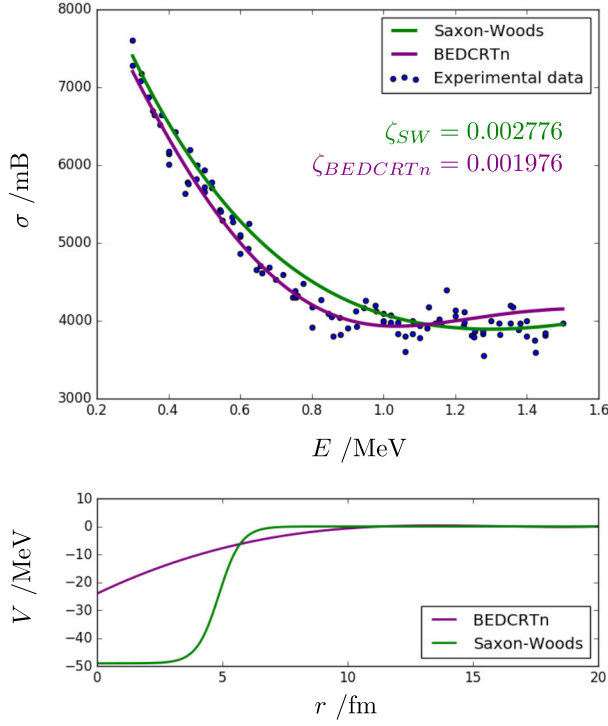 8000
7000
6000
5000
4000
3000
σ /mB
Saxon-Woods
BEDCRTn
Experimental data
ζ_SW = 0.002776
ζ_BEDCRTn = 0.001976
0.2 0.4 0.6 0.8 1.0 1.2 1.4 1.6
E /MeV
10
0
−10
−20
−30
−40
−50
V /MeV
BEDCRTn
Saxon-Woods
0 5 10 15 20
r /fm